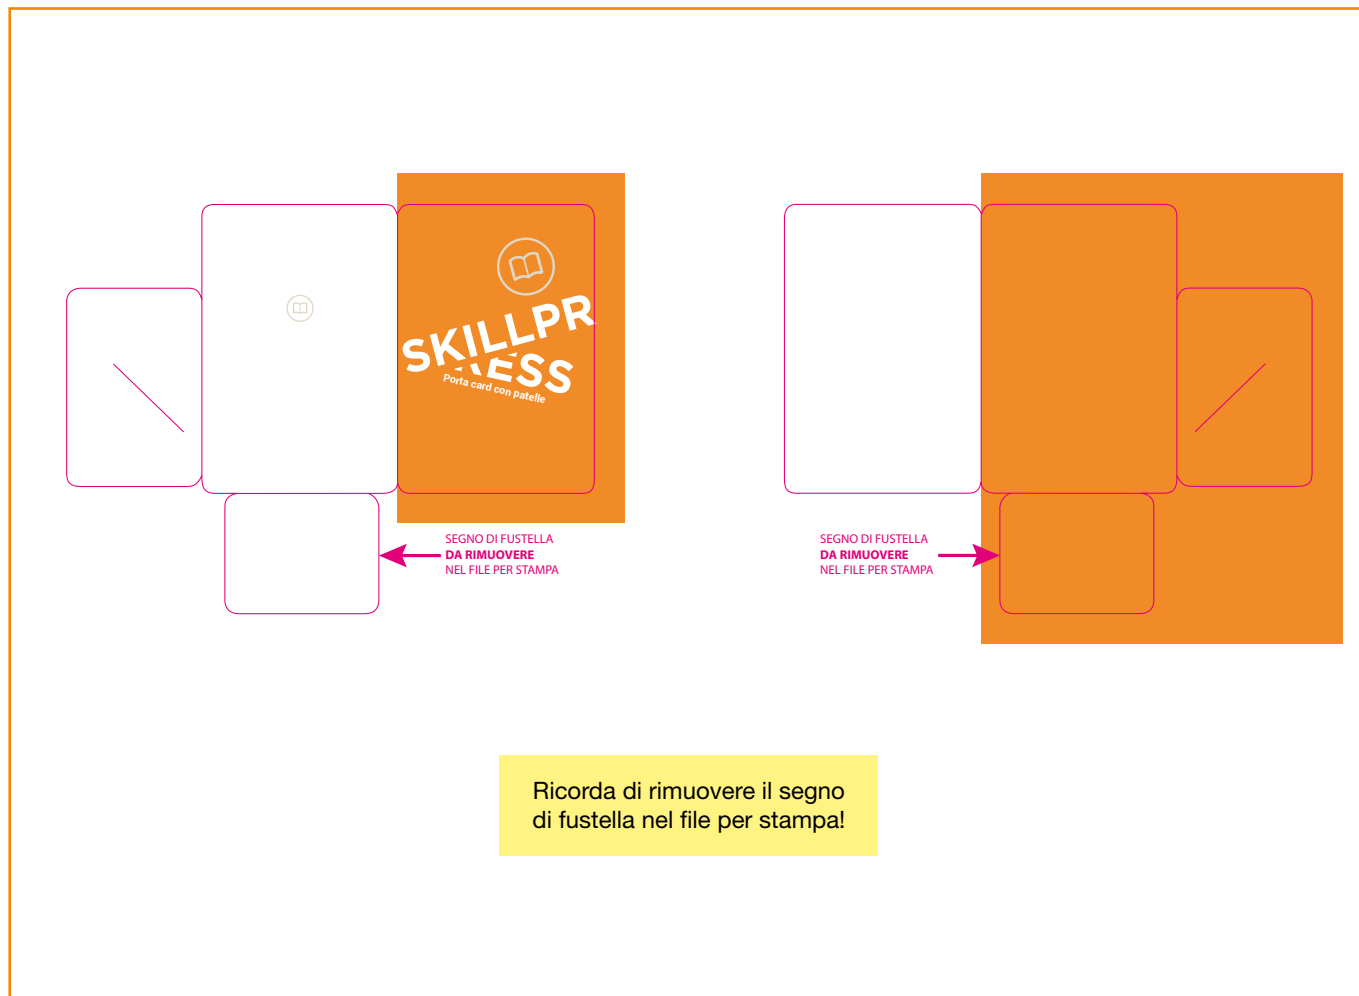 SKILLPR
ESS
Porta card con patelle
SEGNO DI FUSTELLA
DA RIMUOVERE
NEL FILE PER STAMPA
SEGNO DI FUSTELLA
DA RIMUOVERE
NEL FILE PER STAMPA
Ricorda di rimuovere il segno
di fustella nel file per stampa!